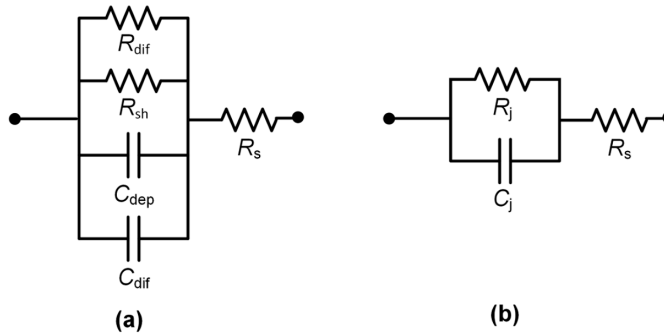 R_dif
R_sh
R_s
C_dep
C_dif
(a)
R_j
R_s
C_j
(b)